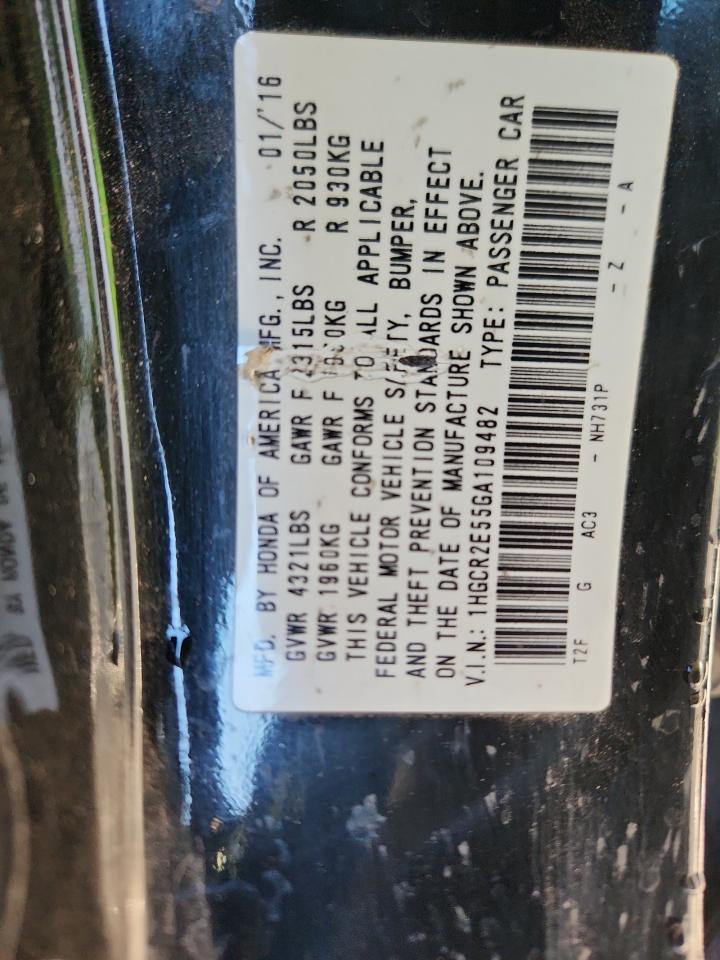 MFD. BY HONDA OF AMERICA MFG., INC. 01/'16
GVWR 4321LBS GAWR F 2315LBS R 2050LBS
GVWR 1960KG GAWR F R 930KG
THIS VEHICLE CONFORMS TO ALL APPLICABLE
FEDERAL MOTOR VEHICLE SAFETY, BUMPER,
AND THEFT PREVENTION STANDARDS IN EFFECT
ON THE DATE OF MANUFACTURE SHOWN ABOVE.
V.I.N.: 1HGCR2E55GA109482 TYPE: PASSENGER CAR
T2F G AC3 - NH731P - Z - A